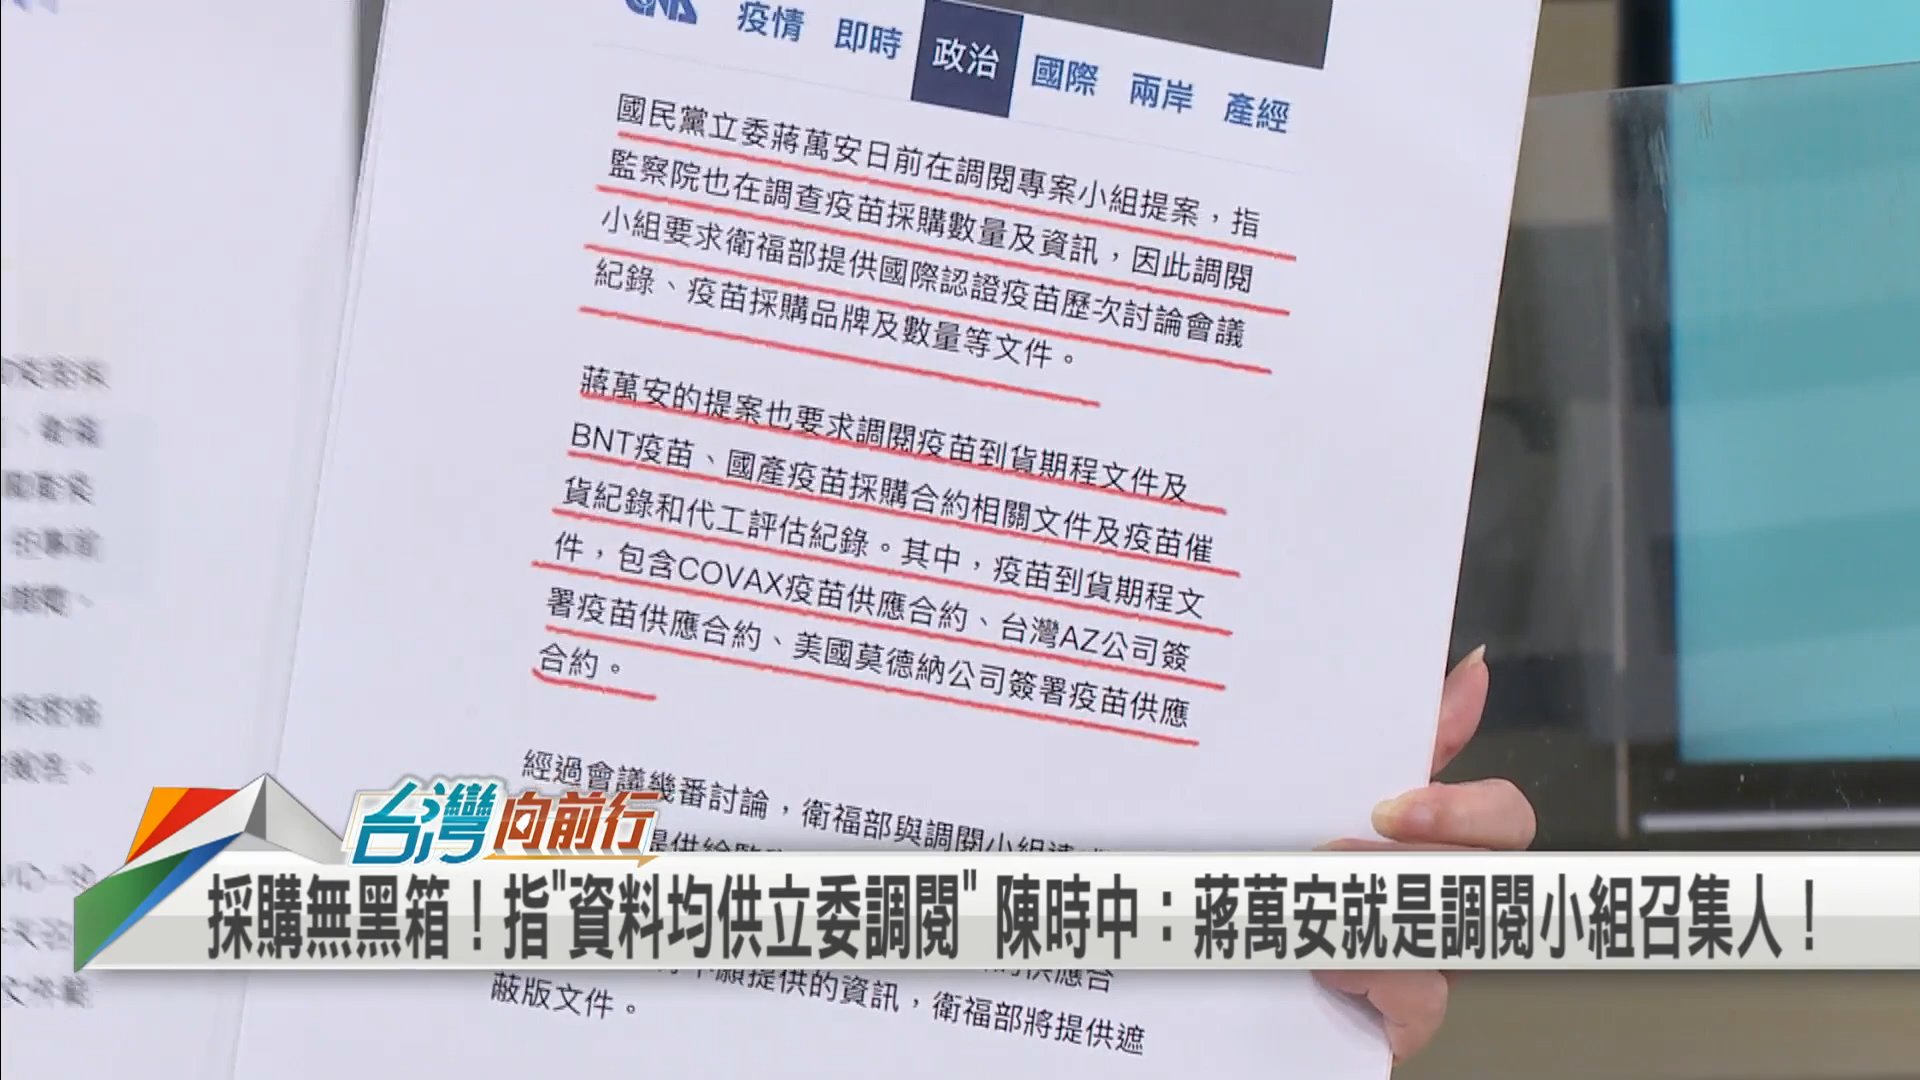 CNA
疫情 即時 政治 國際 兩岸 產經
國民黨立委蔣萬安日前在調閱專案小組提案，指
監察院也在調查疫苗採購數量及資訊，因此調閱
小組要求衛福部提供國際認證疫苗歷次討論會議
紀錄、疫苗採購品牌及數量等文件。
蔣萬安的提案也要求調閱疫苗到貨期程文件及
BNT疫苗、國產疫苗採購合約相關文件及疫苗催
貨紀錄和代工評估紀錄。其中，疫苗到貨期程文
件，包含COVAX疫苗供應合約、台灣AZ公司簽
署疫苗供應合約、美國莫德納公司簽署疫苗供應
合約。
經過會議幾番討論，衛福部與調閱小組達
提供給監
台灣向前行
採購無黑箱！指"資料均供立委調閱" 陳時中：蔣萬安就是調閱小組召集人！
願提供的資訊，衛福部將提供遮
蔽版文件。